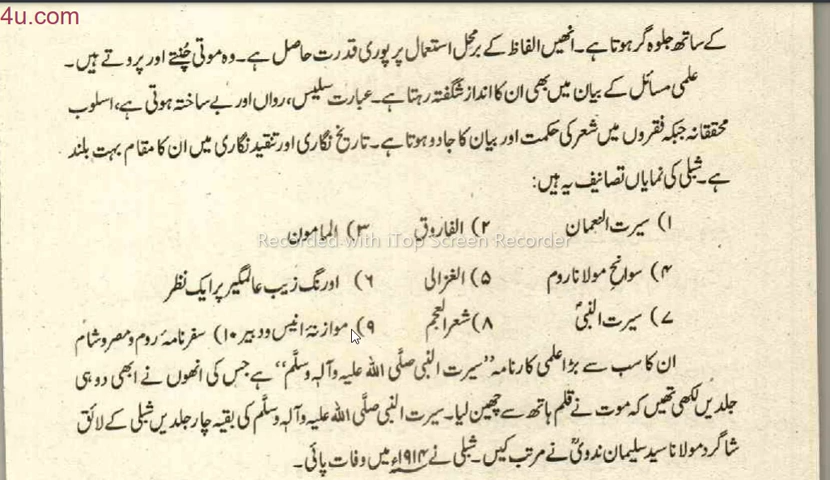 4u.com
کے ساتھ جلوہ گر ہوتا ہے۔ انھیں الفاظ کے برمحل استعمال پر پوری قدرت حاصل ہے۔ وہ موتی چُنتے اور پروتے ہیں۔
علمی مسائل کے بیان میں بھی ان کا انداز شگفتہ رہتا ہے۔ عبارت سلیس، رواں اور بے ساختہ ہوتی ہے، اسلوب
محققانہ جبکہ فقروں میں شعر کی حکمت اور بیان کا جادو ہوتا ہے۔ تاریخ نگاری اور تنقید نگاری میں ان کا مقام بہت بلند
ہے۔ شبلی کی نمایاں تصانیف یہ ہیں:
۱) سیرت النعمان ۲) الفاروق ۳) المامون
Recorded with iTop Screen Recorder
۴) سوانح مولانا روم ۵) الغزالی ۶) اورنگ زیب عالمگیر پر ایک نظر
۷) سیرت النبیؐ ۸) شعر العجم ۹) موازنۂ انیس و دبیر ۱۰) سفرنامۂ روم و مصر و شام
ان کا سب سے بڑا علمی کارنامہ ”سیرت النبی صلَّی اللہ علیہ وآلہٖ وسلَّم“ ہے جس کی انھوں نے ابھی دو ہی
جلدیں لکھی تھیں کہ موت نے قلم ہاتھ سے چھین لیا۔ سیرت النبی صلَّی اللہ علیہ وآلہٖ وسلَّم کی بقیہ چار جلدیں شبلی کے لائق
شاگرد مولانا سید سلیمان ندویؒ نے مرتب کیں۔ شبلی نے ۱۹۱۴ء میں وفات پائی۔